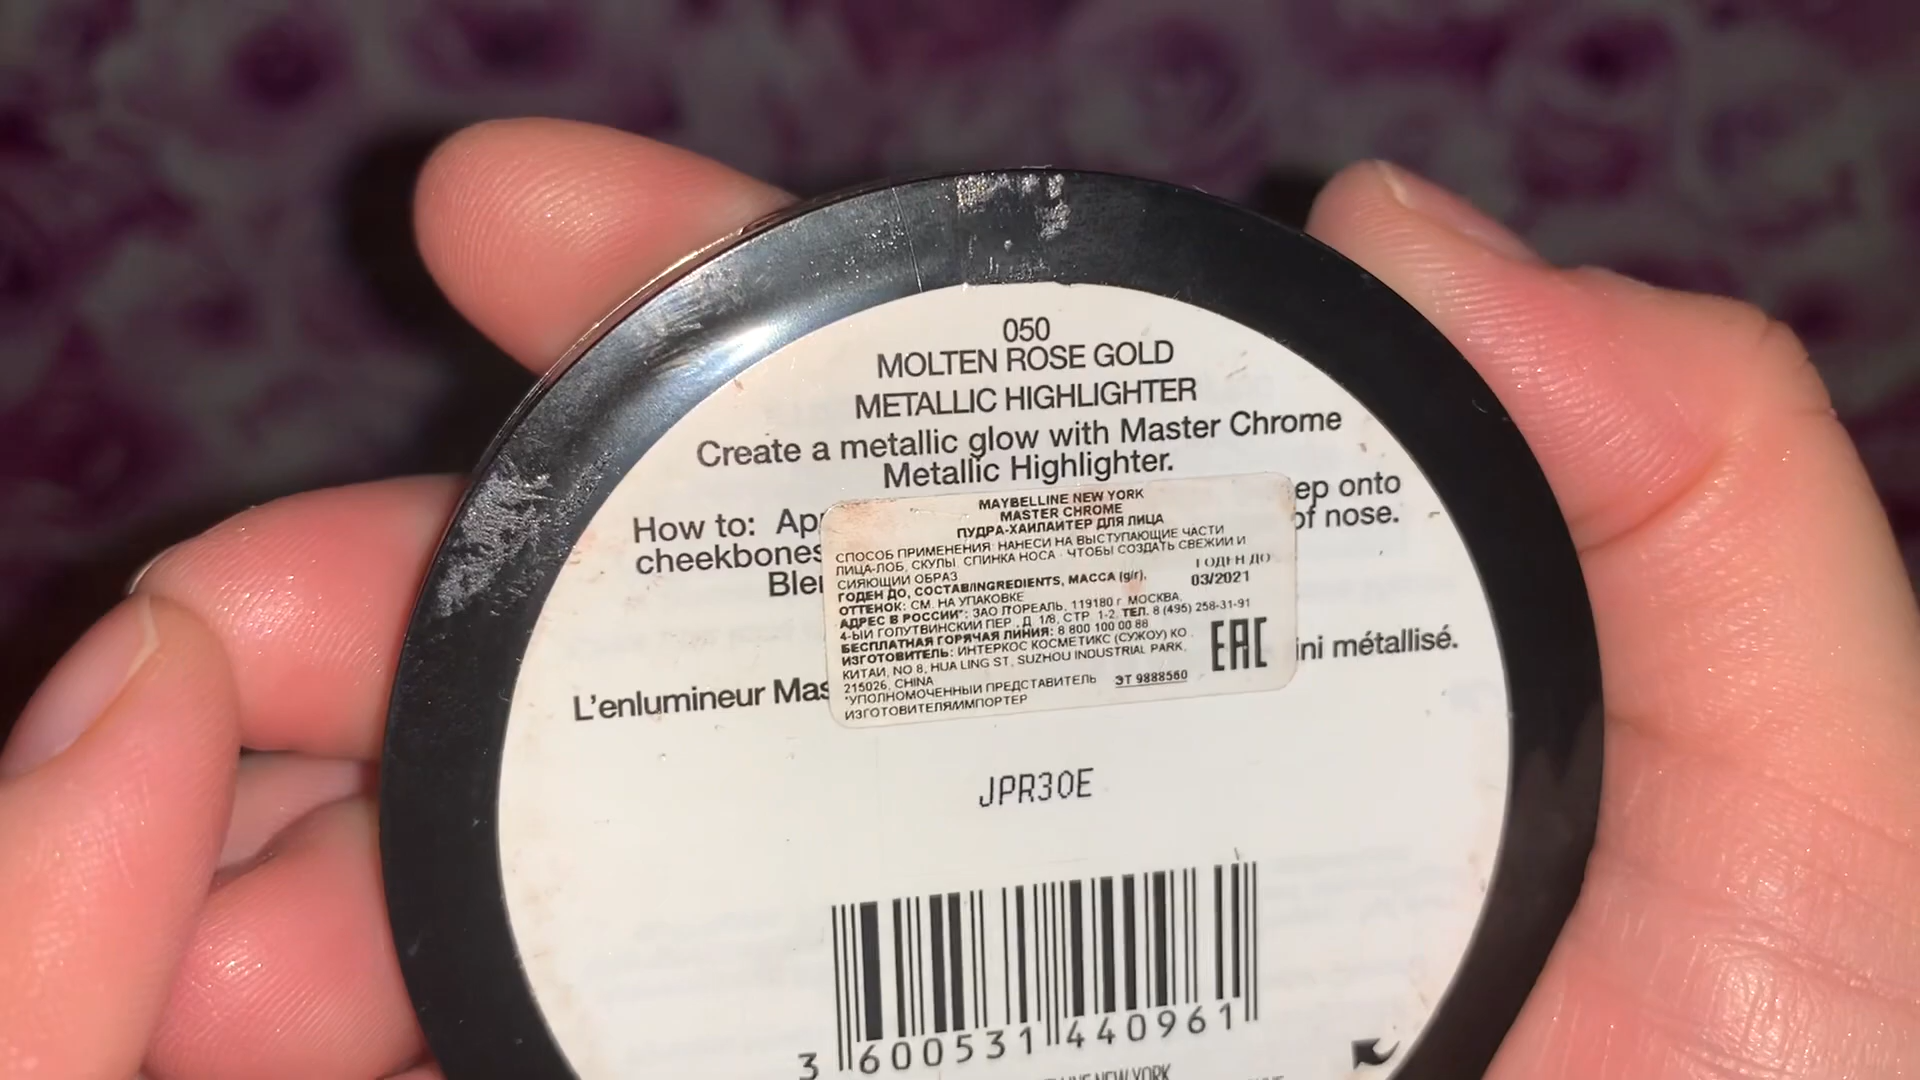 050
MOLTEN ROSE GOLD
METALLIC HIGHLIGHTER
Create a metallic glow with Master Chrome
Metallic Highlighter.
How to: Ap
ep onto
cheekbones
of nose.
Ble
L'enlumineur Mas
ini métallisé.
MAYBELLINE NEW YORK
MASTER CHROME
ПУДРА-ХАЙЛАЙТЕР ДЛЯ ЛИЦА
СПОСОБ ПРИМЕНЕНИЯ: НАНЕСИ НА ВЫСТУПАЮЩИЕ ЧАСТИ
ЛИЦА-ЛОБ, СКУЛЫ, СПИНКА НОСА - ЧТОБЫ СОЗДАТЬ СВЕЖИЙ И
СИЯЮЩИЙ ОБРАЗ
ГОДЕН ДО
03/2021
ГОДЕН ДО, СОСТАВ/INGREDIENTS, МАССА (g/г),
ОТТЕНОК: СМ. НА УПАКОВКЕ
АДРЕС В РОССИИ*: ЗАО Л'ОРЕАЛЬ, 119180 г. МОСКВА,
4-ЫЙ ГОЛУТВИНСКИЙ ПЕР., Д. 1/8, СТР. 1-2. ТЕЛ. 8 (495) 258-31-91
БЕСПЛАТНАЯ ГОРЯЧАЯ ЛИНИЯ: 8 800 100 00 88
ИЗГОТОВИТЕЛЬ: ИНТЕРКОС КОСМЕТИКС (СУЖОУ) КО.
КИТАЙ, NO 8, HUA LING ST, SUZHOU INDUSTRIAL PARK,
215026, CHINA
*УПОЛНОМОЧЕННЫЙ ПРЕДСТАВИТЕЛЬ
ИЗГОТОВИТЕЛЯ/ИМПОРТЕР
ЭТ 9888560
EAC
JPR30E
3 600531 440961
NEW YORK